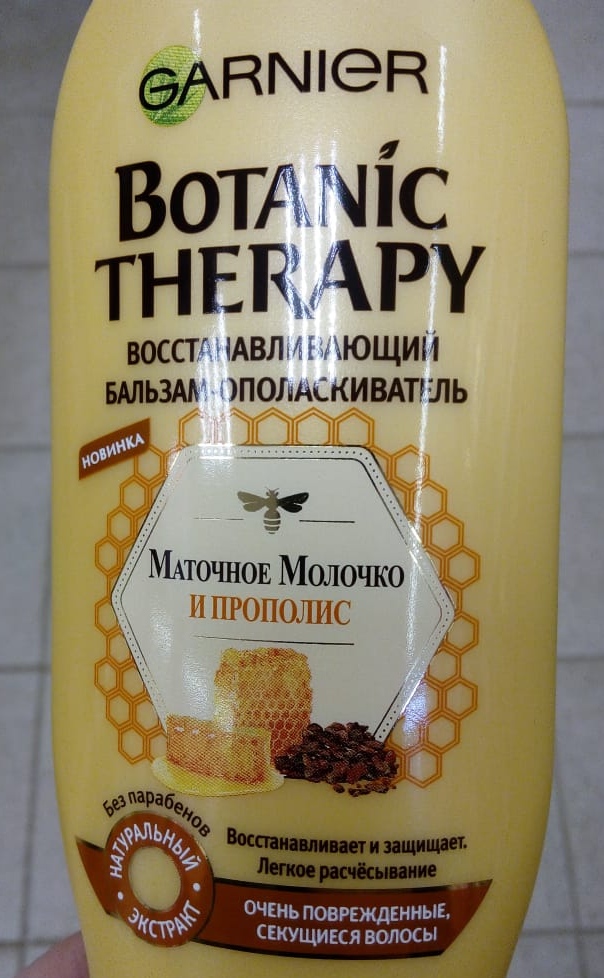 GARNIER
BOTANIC
THERAPY
ВОССТАНАВЛИВАЮЩИЙ
БАЛЬЗАМ-ОПОЛАСКИВАТЕЛЬ
НОВИНКА
МАТОЧНОЕ МОЛОЧКО
И ПРОПОЛИС
Без парабенов
НАТУРАЛЬНЫЙ
ЭКСТРАКТ
Восстанавливает и защищает.
Легкое расчёсывание
ОЧЕНЬ ПОВРЕЖДЕННЫЕ,
СЕКУЩИЕСЯ ВОЛОСЫ